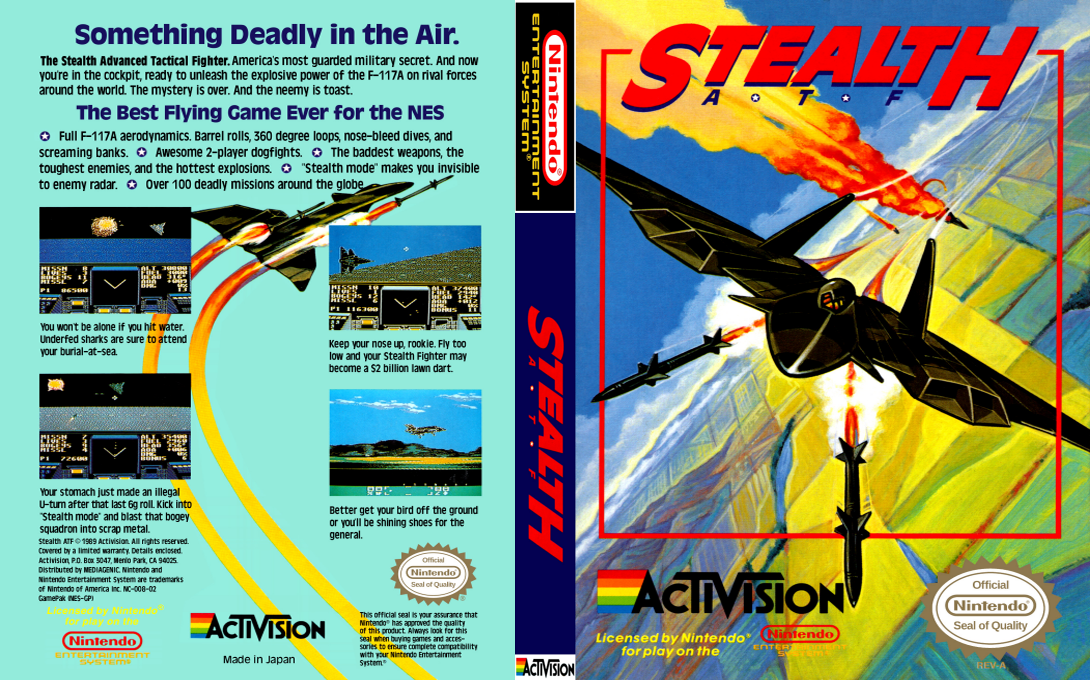 Something Deadly in the Air.
The Stealth Advanced Tactical Fighter. America's most guarded military secret. And now
you're in the cockpit, ready to unleash the explosive power of the F-117A on rival forces
around the world. The mystery is over. And the neemy is toast.
The Best Flying Game Ever for the NES
Full F-117A aerodynamics. Barrel rolls, 360 degree loops, nose-bleed dives, and
screaming banks. Awesome 2-player dogfights. The baddest weapons, the
toughest enemies, and the hottest explosions. "Stealth mode" makes you invisible
to enemy radar. Over 100 deadly missions around the globe
You won't be alone if you hit water.
Underfed sharks are sure to attend
your burial-at-sea.
Keep your nose up, rookie. Fly too
low and your Stealth Fighter may
become a $2 billion lawn dart.
Your stomach just made an illegal
U-turn after that last 6g roll. Kick into
"Stealth mode" and blast that bogey
squadron into scrap metal.
Better get your bird off the ground
or you'll be shining shoes for the
general.
Stealth ATF © 1989 Activision. All rights reserved.
Covered by a limited warranty. Details enclosed.
Activision, P.O. Box 3047, Menlo Park, CA 94025.
Distributed by MEDIAGENIC. Nintendo and
Nintendo Entertainment System are trademarks
of Nintendo of America Inc. NC-008-02
GamePak (NES-GP)
Licensed by Nintendo®
for play on the
Nintendo
ENTERTAINMENT
SYSTEM®
ACTIVISION
Made in Japan
Official
Nintendo
Seal of Quality
This official seal is your assurance that
Nintendo® has approved the quality
of this product. Always look for this
seal when buying games and acces-
sories to ensure complete compatibility
with your Nintendo Entertainment
System.®
Nintendo®
ENTERTAINMENT
SYSTEM®
STEALTH
A.T.F
ACTIVISION
STEALTH
A T F
ACTIVISION
Licensed by Nintendo®
for play on the
Nintendo
ENTERTAINMENT
SYSTEM®
Official
Nintendo
Seal of Quality
REV-A